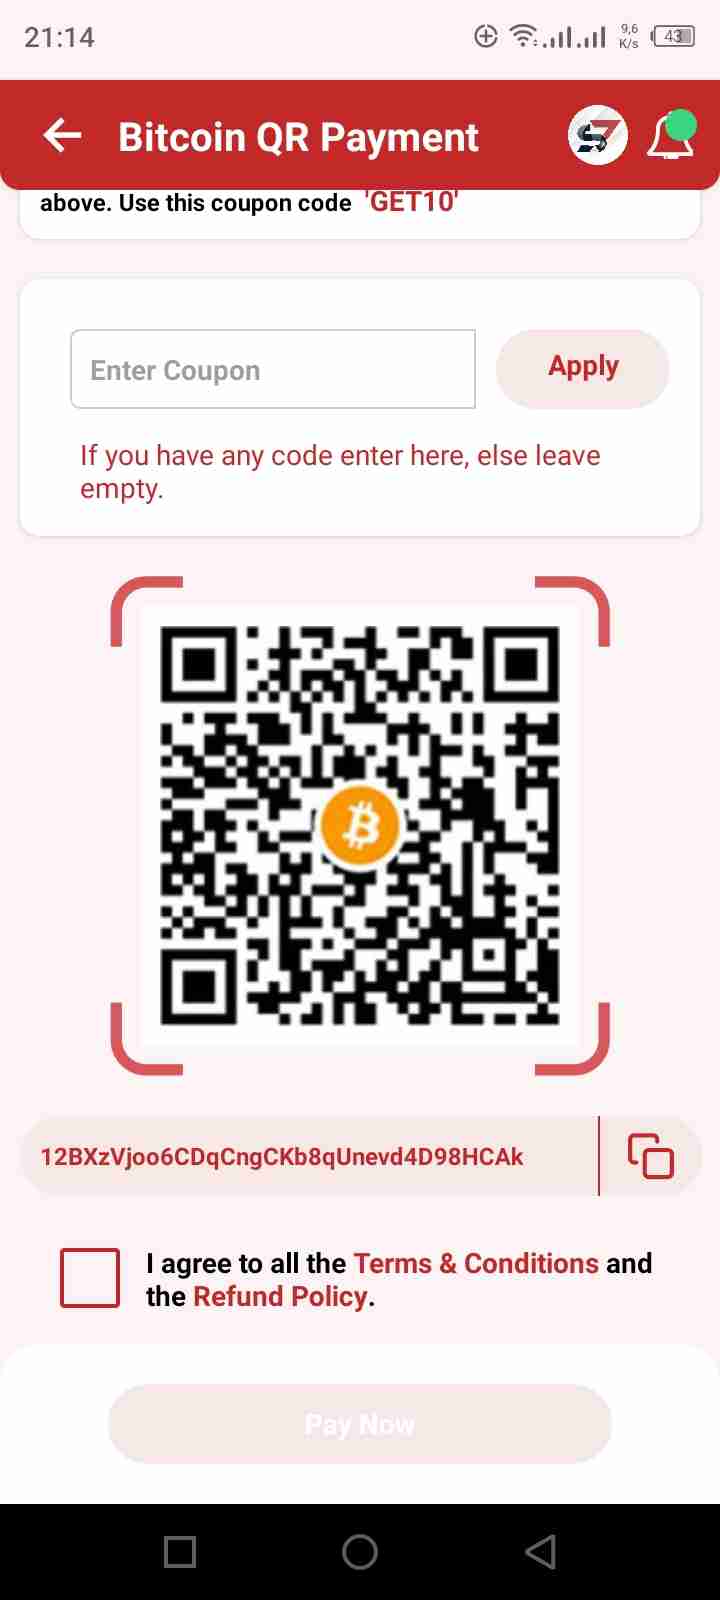 21:14
9,6
K/s
43
Bitcoin QR Payment
above. Use this coupon code 'GET10'
Enter Coupon
Apply
If you have any code enter here, else leave
empty.
12BXzVjoo6CDqCngCKb8qUnevd4D98HCAk
I agree to all the Terms & Conditions and
the Refund Policy.
Pay Now